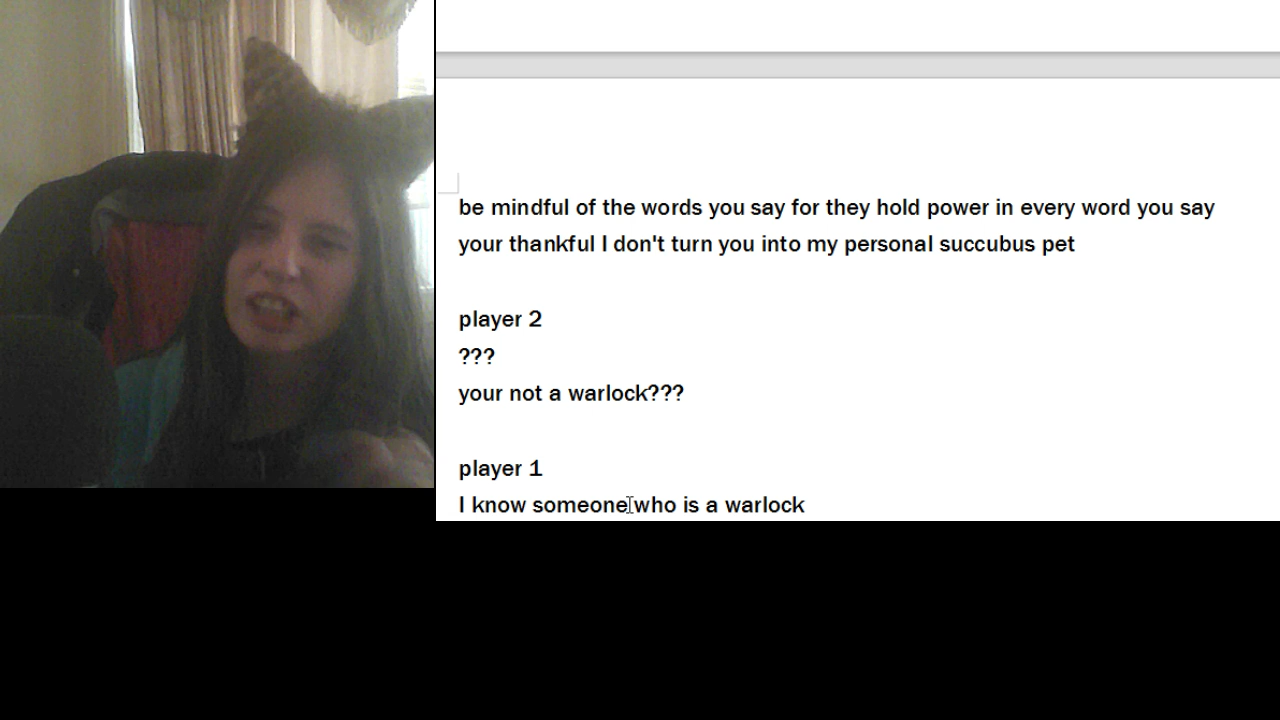 be mindful of the words you say for they hold power in every word you say
your thankful I don't turn you into my personal succubus pet
player 2
???
your not a warlock???
player 1
I know someone who is a warlock